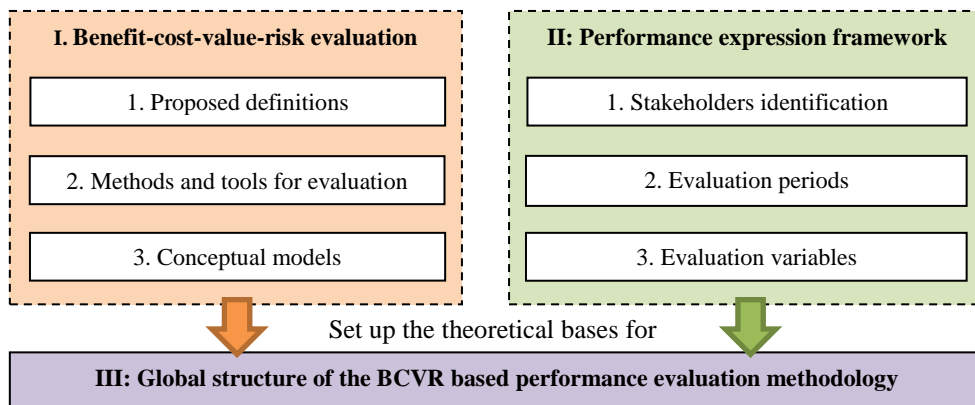 I. Benefit-cost-value-risk evaluation
1. Proposed definitions
2. Methods and tools for evaluation
3. Conceptual models
II: Performance expression framework
1. Stakeholders identification
2. Evaluation periods
3. Evaluation variables
Set up the theoretical bases for
III: Global structure of the BCVR based performance evaluation methodology